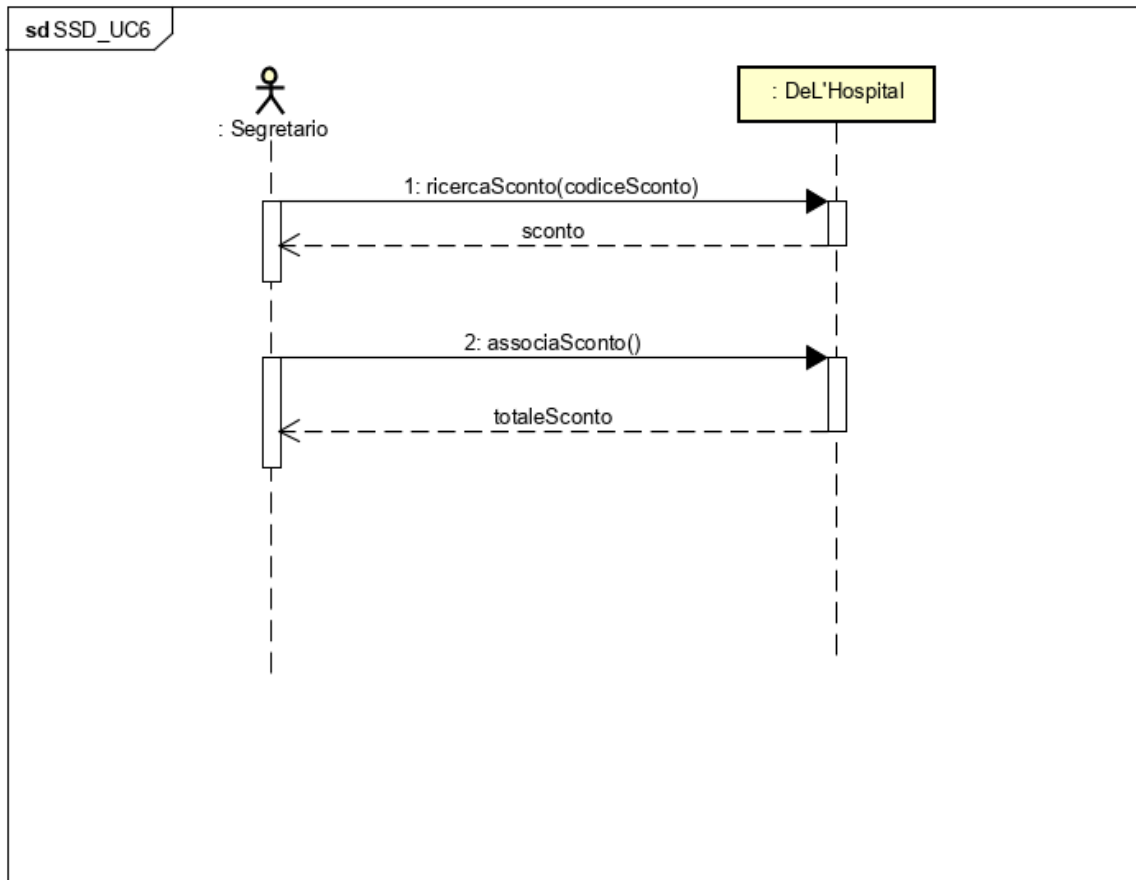 sd SSD_UC6
: Segretario
: DeL'Hospital
1: ricercaSconto(codiceSconto)
sconto
2: associaSconto()
totaleSconto